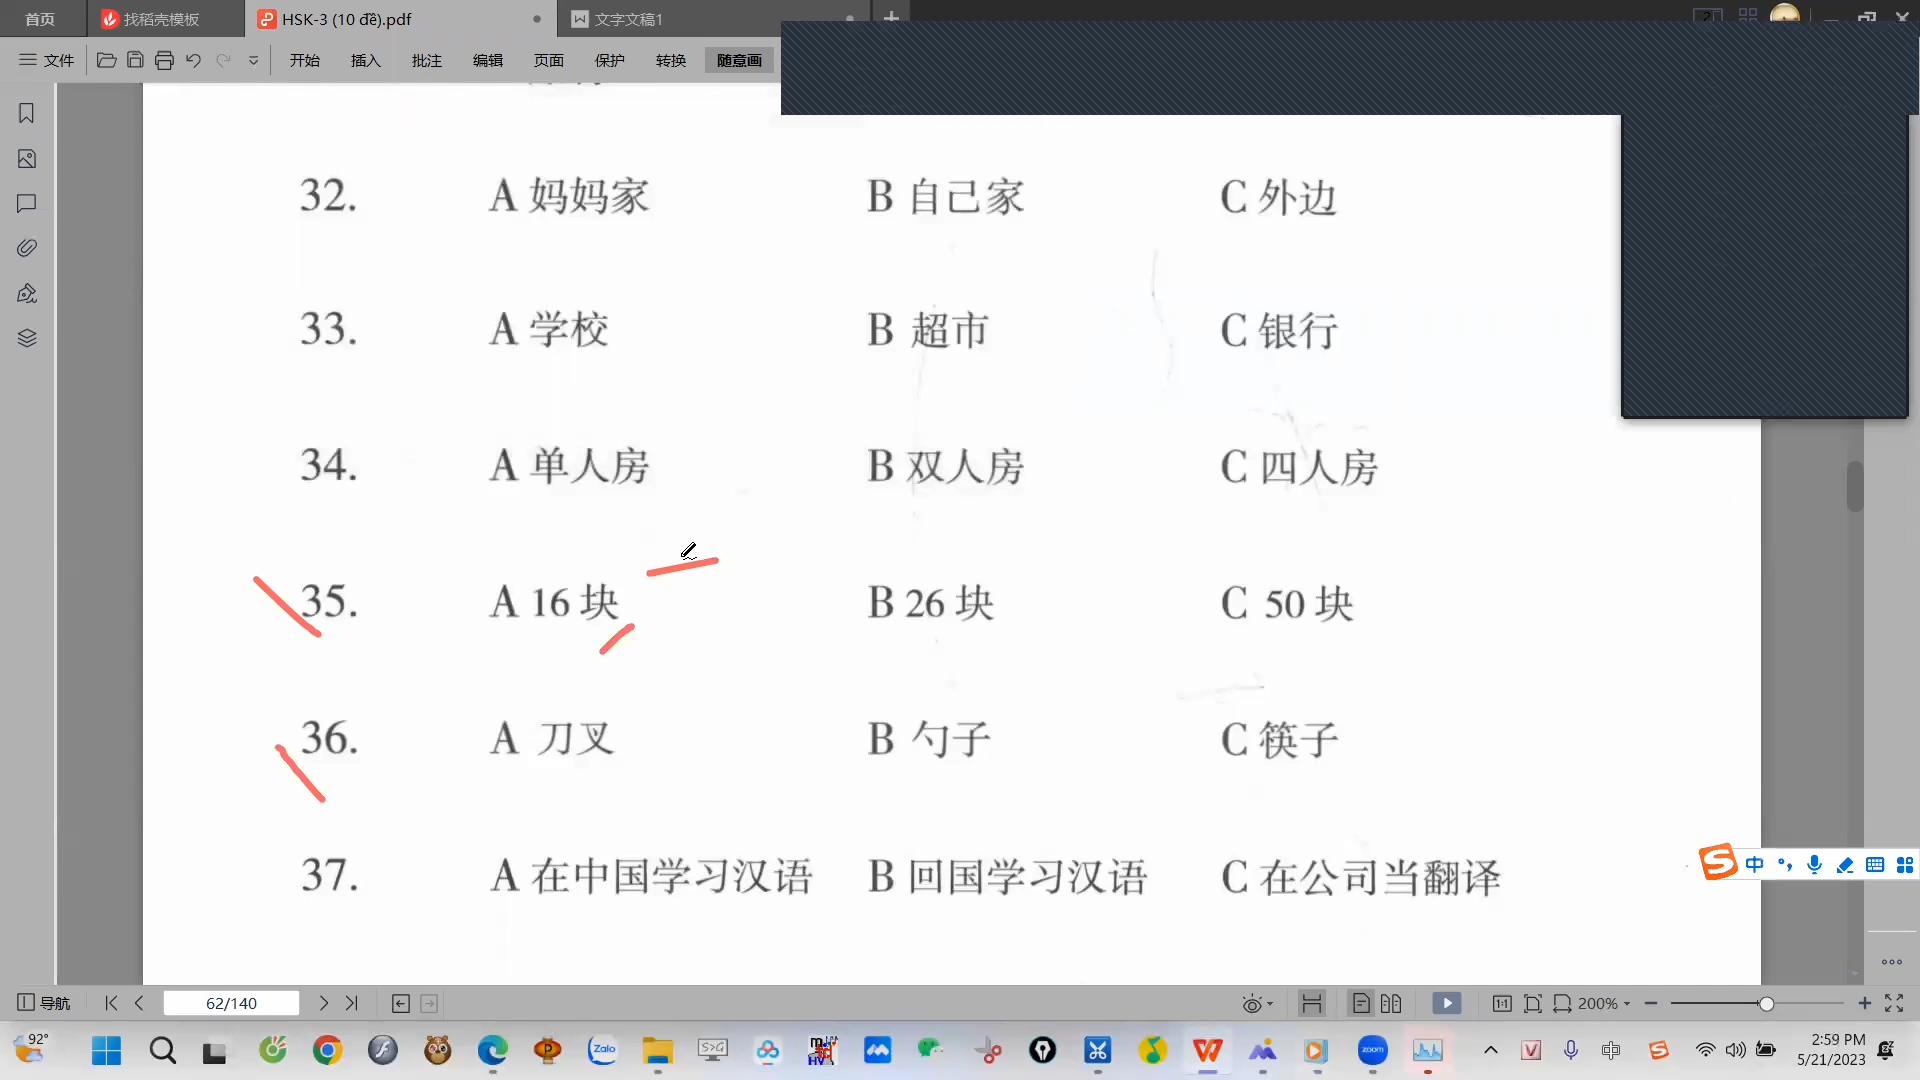 首页 找稻壳模板 HSK-3 (10 đề).pdf 文字文稿1
文件 开始 插入 批注 编辑 页面 保护 转换 随意画
32. A 妈妈家 B 自己家 C 外边
33. A 学校 B 超市 C 银行
34. A 单人房 B 双人房 C 四人房
35. A 16 块 B 26 块 C 50 块
36. A 刀叉 B 勺子 C 筷子
37. A 在中国学习汉语 B 回国学习汉语 C 在公司当翻译
中
导航 62/140 1:1 200%
92° Zalo zoom 中 2:59 PM
5/21/2023